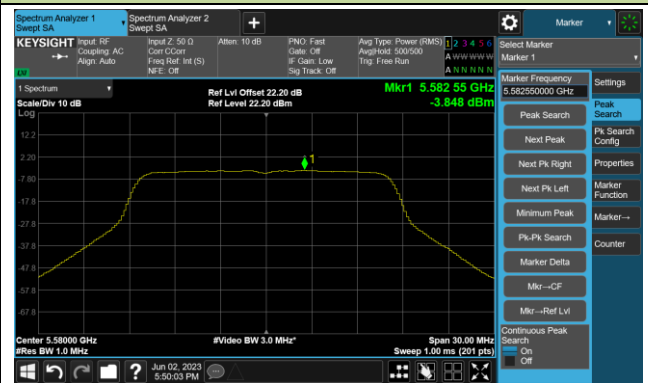 Spectrum Analyzer 1
Swept SA
Spectrum Analyzer 2
Swept SA
+
Marker
KEYSIGHT
Input: RF
Coupling: AC
Align: Auto
Input Z: 50 Ω
Corr CCorr
Freq Ref: Int (S)
NFE: Off
Atten: 10 dB
PNO: Fast
Gate: Off
IF Gain: Low
Sig Track: Off
Avg Type: Power (RMS)
Avg|Hold: 500/500
Trig: Free Run
1 2 3 4 5 6
A W W W W W
A N N N N N
LXI
Select Marker
Marker 1
1 Spectrum
Scale/Div 10 dB
Log
Ref Lvl Offset 22.20 dB
Ref Level 22.20 dBm
Mkr1 5.582 55 GHz
-3.848 dBm
12.2
2.20
-7.80
-17.8
-27.8
-37.8
-47.8
-57.8
-67.8
1
Center 5.58000 GHz
#Res BW 1.0 MHz
#Video BW 3.0 MHz*
Span 30.00 MHz
Sweep 1.00 ms (201 pts)
Marker Frequency
5.582550000 GHz
Peak Search
Next Peak
Next Pk Right
Next Pk Left
Minimum Peak
Pk-Pk Search
Marker Delta
Mkr→CF
Mkr→Ref Lvl
Continuous Peak
Search
On
Off
Settings
Peak
Search
Pk Search
Config
Properties
Marker
Function
Marker→
Counter
?
Jun 02, 2023
5:50:03 PM